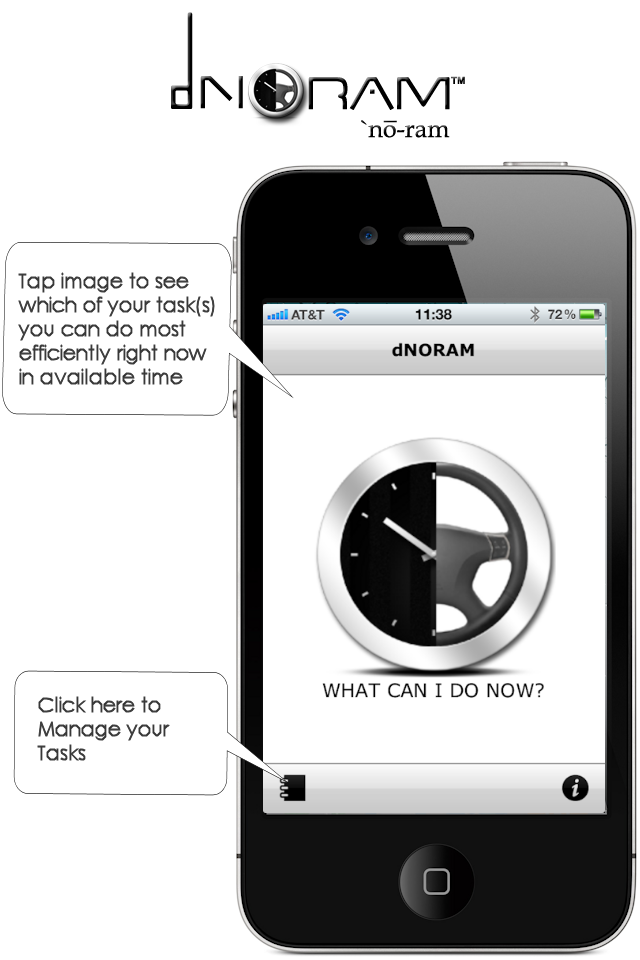 dNORAM™
`nō-ram
Tap image to see
which of your task(s)
you can do most
efficiently right now
in available time
AT&T 11:38 72%
dNORAM
WHAT CAN I DO NOW?
Click here to
Manage your
Tasks
i